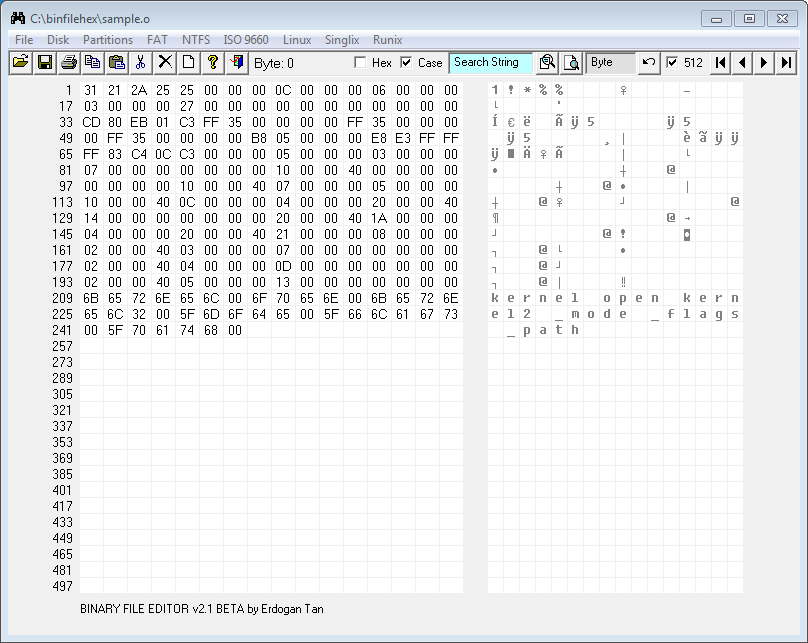 C:\binfilehex\sample.o
File Disk Partitions FAT NTFS ISO 9660 Linux Singlix Runix
Byte: 0 Hex Case Search String Byte 512
1 31 21 2A 25 25 00 00 00 0C 00 00 00 06 00 00 00 1 ! * % % ♀ –
17 03 00 00 00 27 00 00 00 00 00 00 00 00 00 00 00 └ '
33 CD 80 EB 01 C3 FF 35 00 00 00 00 FF 35 00 00 00 Í € ë Ã ÿ 5 ÿ 5
49 00 FF 35 00 00 00 00 B8 05 00 00 00 E8 E3 FF FF ÿ 5 ¸ | è ã ÿ ÿ
65 FF 83 C4 0C C3 00 00 00 05 00 00 00 03 00 00 00 ÿ ■ Ä ♀ Ã | └
81 07 00 00 00 00 00 00 00 10 00 00 40 00 00 00 00 • ┼ @
97 00 00 00 00 10 00 00 40 07 00 00 00 05 00 00 00 ┼ @ • |
113 10 00 00 40 0C 00 00 00 04 00 00 00 20 00 00 40 ┼ @ ♀ ┘ @
129 14 00 00 00 00 00 00 00 20 00 00 40 1A 00 00 00 ¶ @ →
145 04 00 00 00 20 00 00 40 21 00 00 00 08 00 00 00 ┘ @ ! ◘
161 02 00 00 40 03 00 00 00 07 00 00 00 00 00 00 00 ┐ @ └ •
177 02 00 00 40 04 00 00 00 0D 00 00 00 00 00 00 00 ┐ @ ┘
193 02 00 00 40 05 00 00 00 13 00 00 00 00 00 00 00 ┐ @ | ‼
209 6B 65 72 6E 65 6C 00 6F 70 65 6E 00 6B 65 72 6E k e r n e l o p e n k e r n
225 65 6C 32 00 5F 6D 6F 64 65 00 5F 66 6C 61 67 73 e l 2 _ m o d e _ f l a g s
241 00 5F 70 61 74 68 00 _ p a t h
257
273
289
305
321
337
353
369
385
401
417
433
449
465
481
497
BINARY FILE EDITOR v2.1 BETA by Erdogan Tan